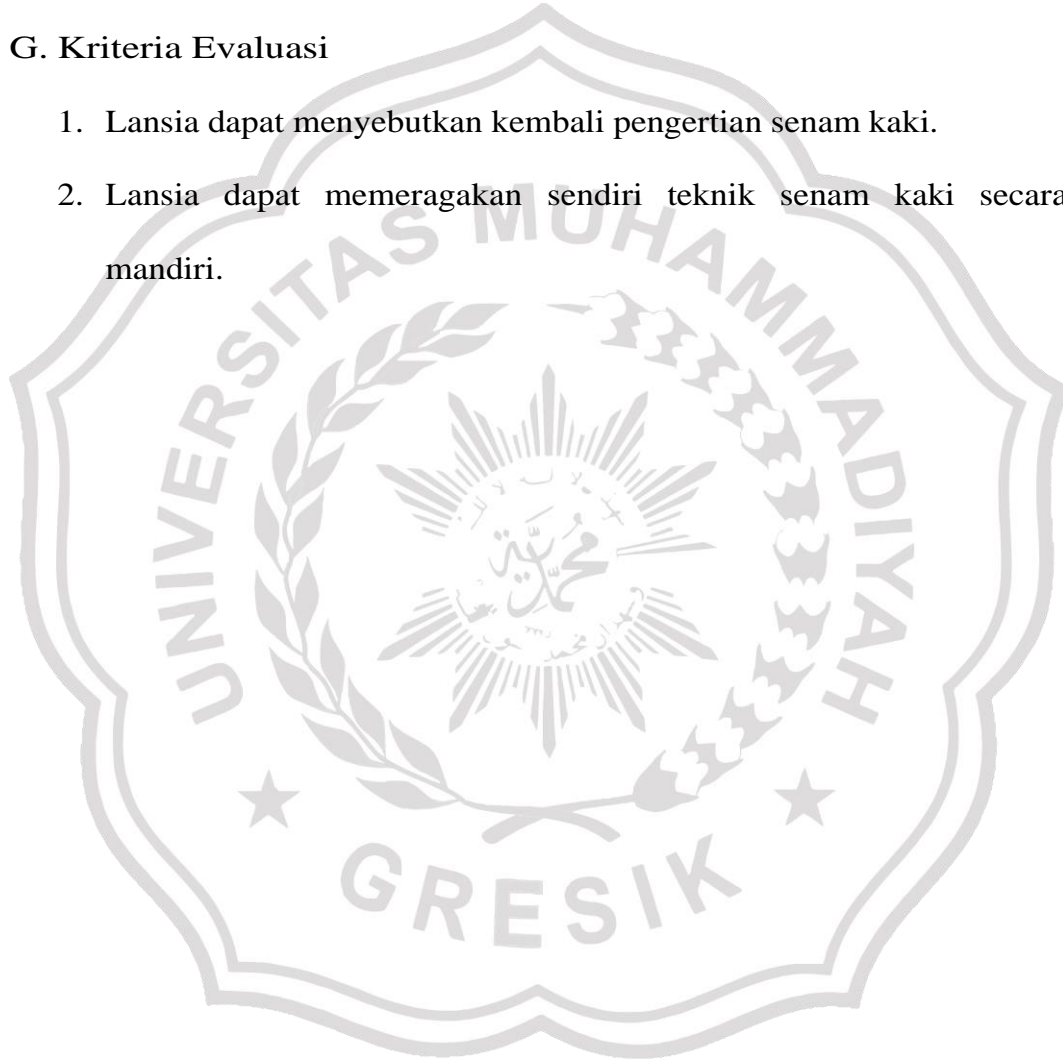 G. Kriteria Evaluasi
1. Lansia dapat menyebutkan kembali pengertian senam kaki.
2. Lansia dapat memeragakan sendiri teknik senam kaki secara
mandiri.
UNIVERSITAS MUHAMMADIYAH
محمدية
GRESIK